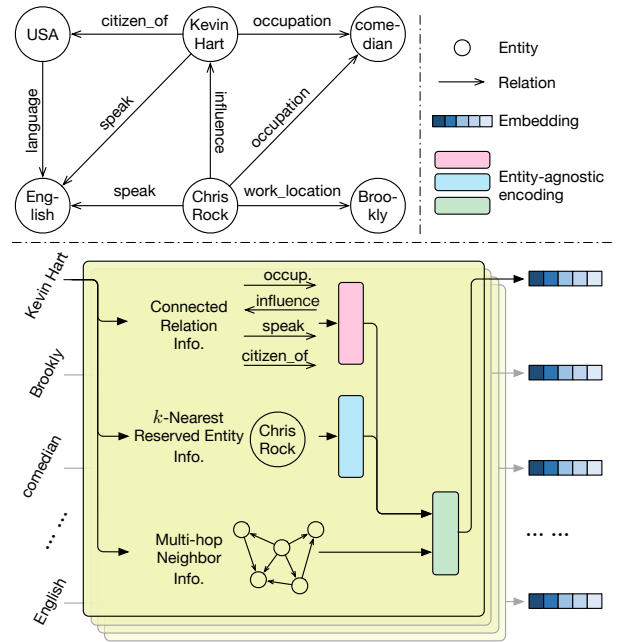 USA
citizen_of
Kevin
Hart
occupation
come-
dian
language
speak
influence
occupation
Eng-
lish
speak
Chris
Rock
work_location
Broo-
kly
Entity
Relation
Embedding
Entity-agnostic
encoding
Kevin Hart
Brookly
comedian
... ...
English
Connected
Relation
Info.
occup.
influence
speak
citizen_of
k-Nearest
Reserved Entity
Info.
Chris
Rock
Multi-hop
Neighbor
Info.
... ...